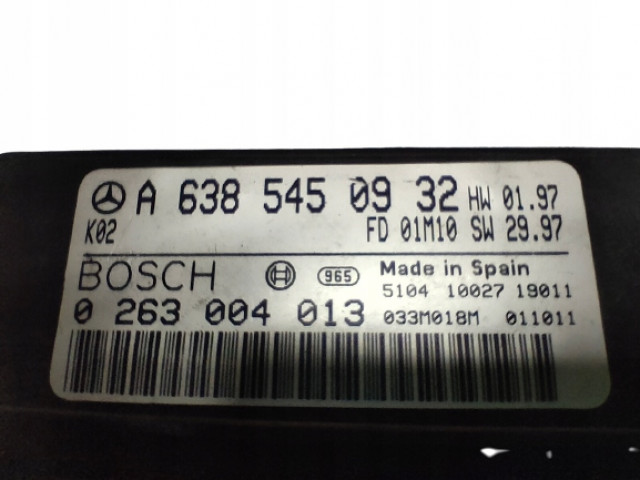 A 638 545 09 32 HW 01.97
K02 FD 01M10 SW 29.97
BOSCH 965 Made in Spain
5104 10027 19011
0 263 004 013 033M018M 011011